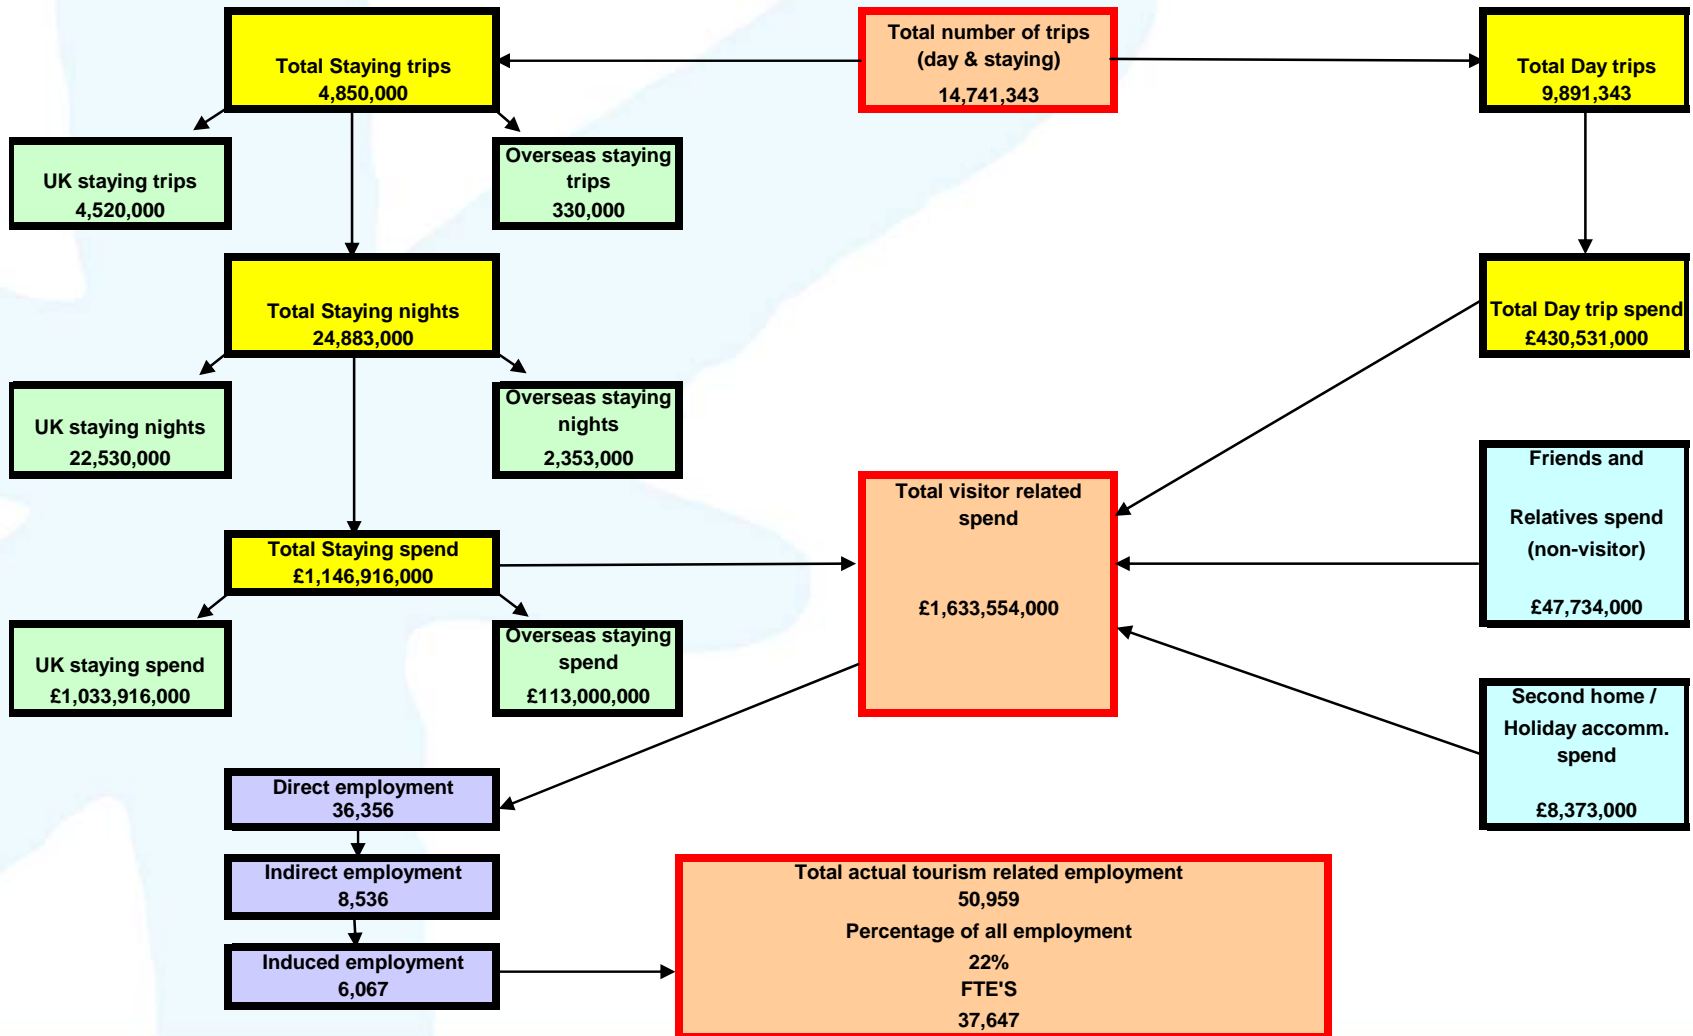 Total number of trips
(day & staying)
14,741,343
Total Staying trips
4,850,000
Total Day trips
9,891,343
UK staying trips
4,520,000
Overseas staying
trips
330,000
Total Staying nights
24,883,000
Total Day trip spend
£430,531,000
UK staying nights
22,530,000
Overseas staying
nights
2,353,000
Friends and
Relatives spend
(non-visitor)
£47,734,000
Total visitor related
spend
£1,633,554,000
Total Staying spend
£1,146,916,000
UK staying spend
£1,033,916,000
Overseas staying
spend
£113,000,000
Second home /
Holiday accomm.
spend
£8,373,000
Direct employment
36,356
Indirect employment
8,536
Induced employment
6,067
Total actual tourism related employment
50,959
Percentage of all employment
22%
FTE'S
37,647